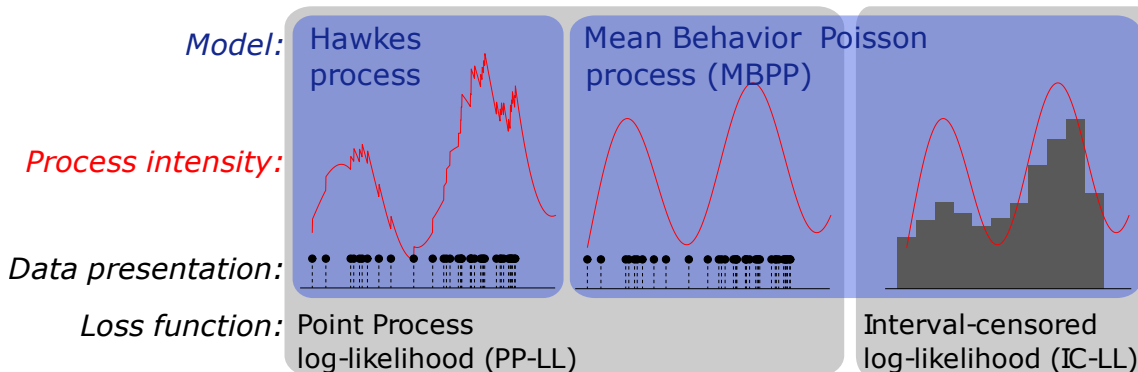 Model:
Hawkes
process
Mean Behavior Poisson
process (MBPP)
Process intensity:
Data presentation:
Loss function:
Point Process
log-likelihood (PP-LL)
Interval-censored
log-likelihood (IC-LL)